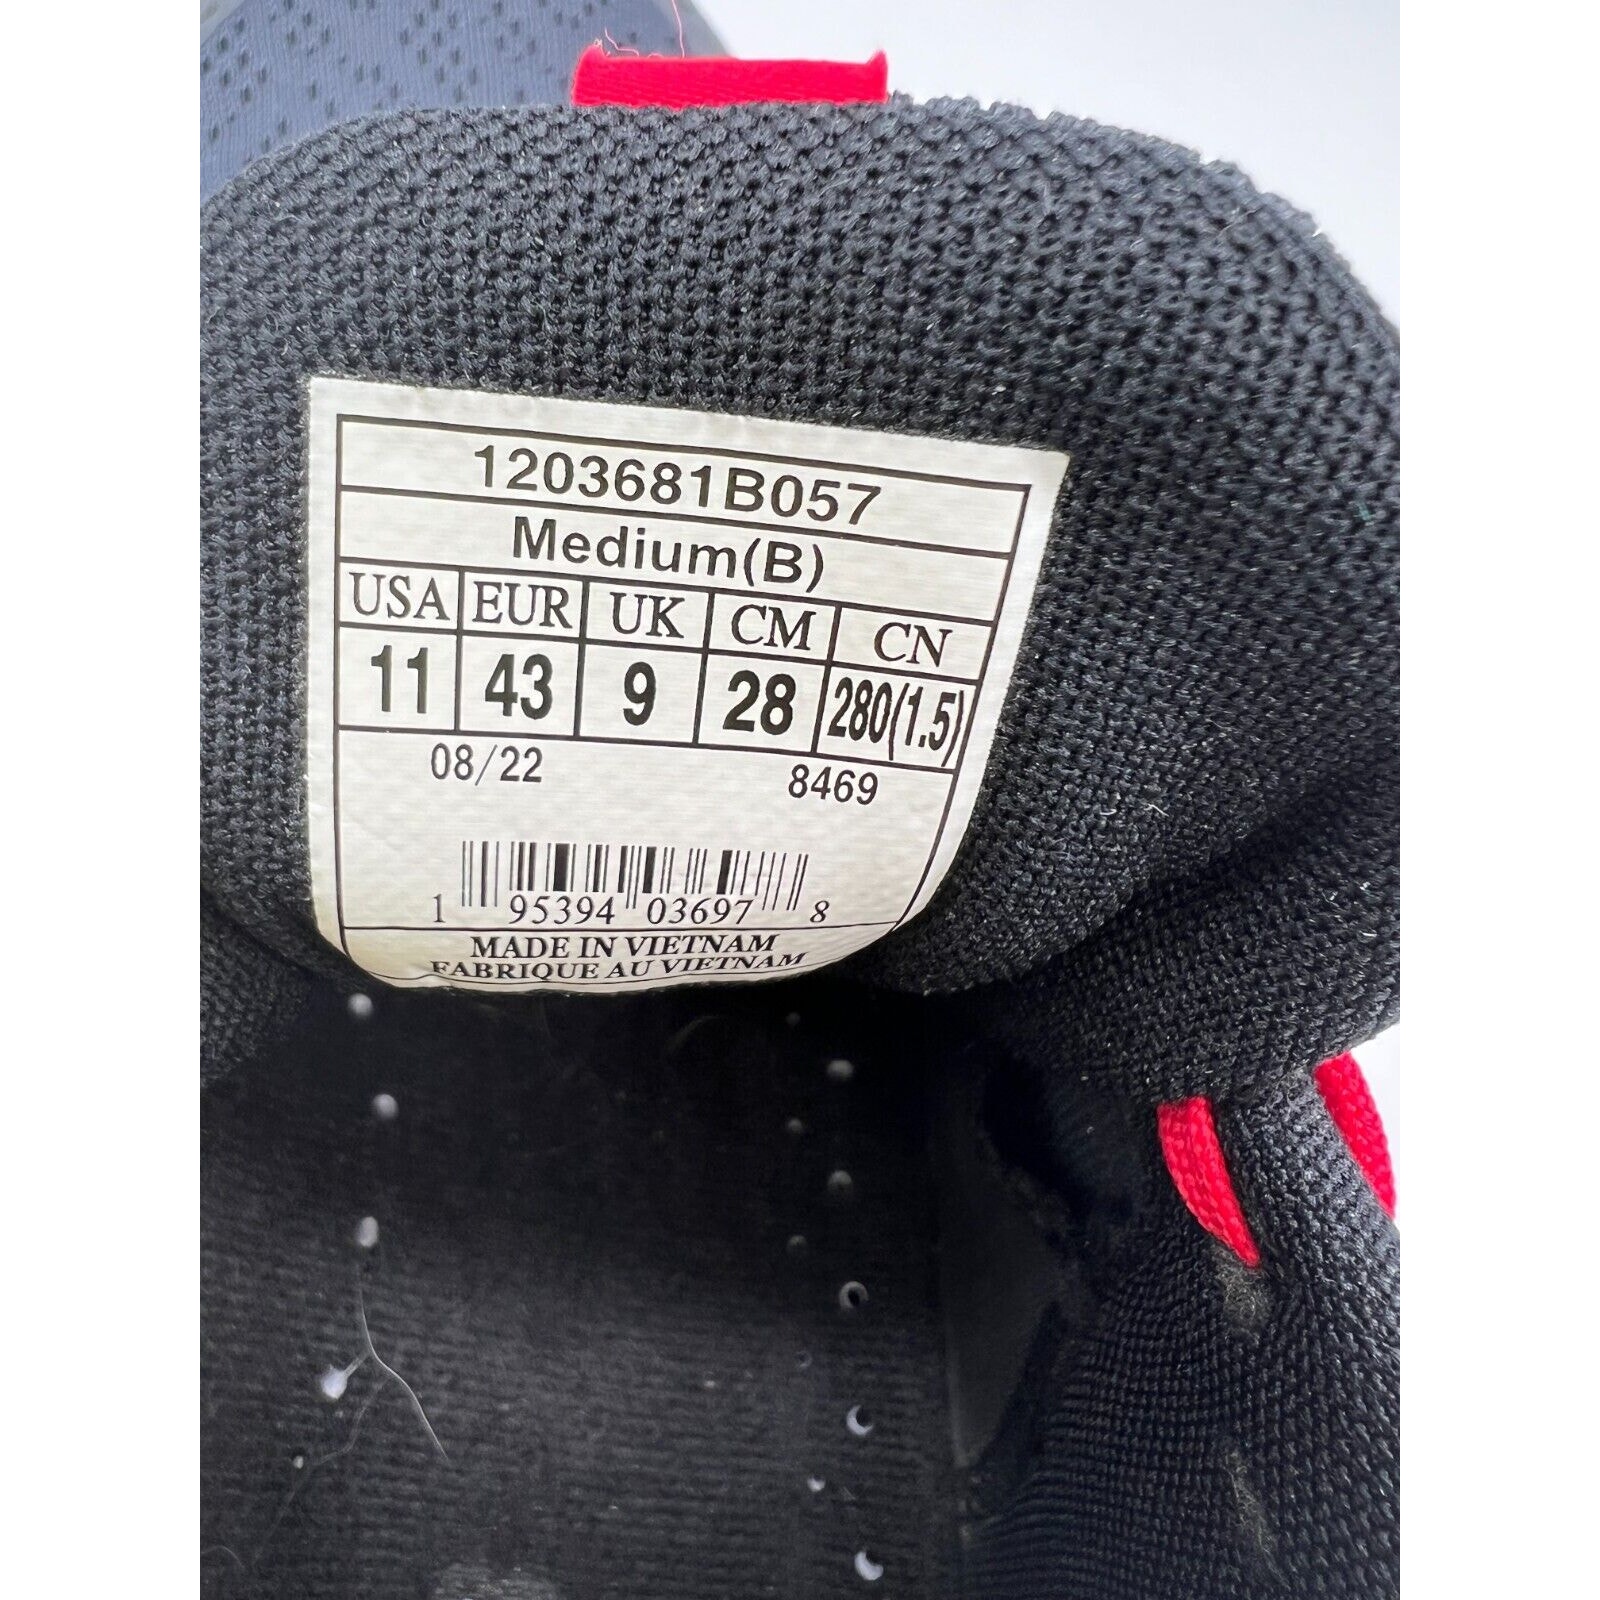 1203681B057
Medium(B)
USA EUR UK CM CN
11 43 9 28 280(1.5)
08/22 8469
1 95394 03697 8
MADE IN VIETNAM
FABRIQUE AU VIETNAM